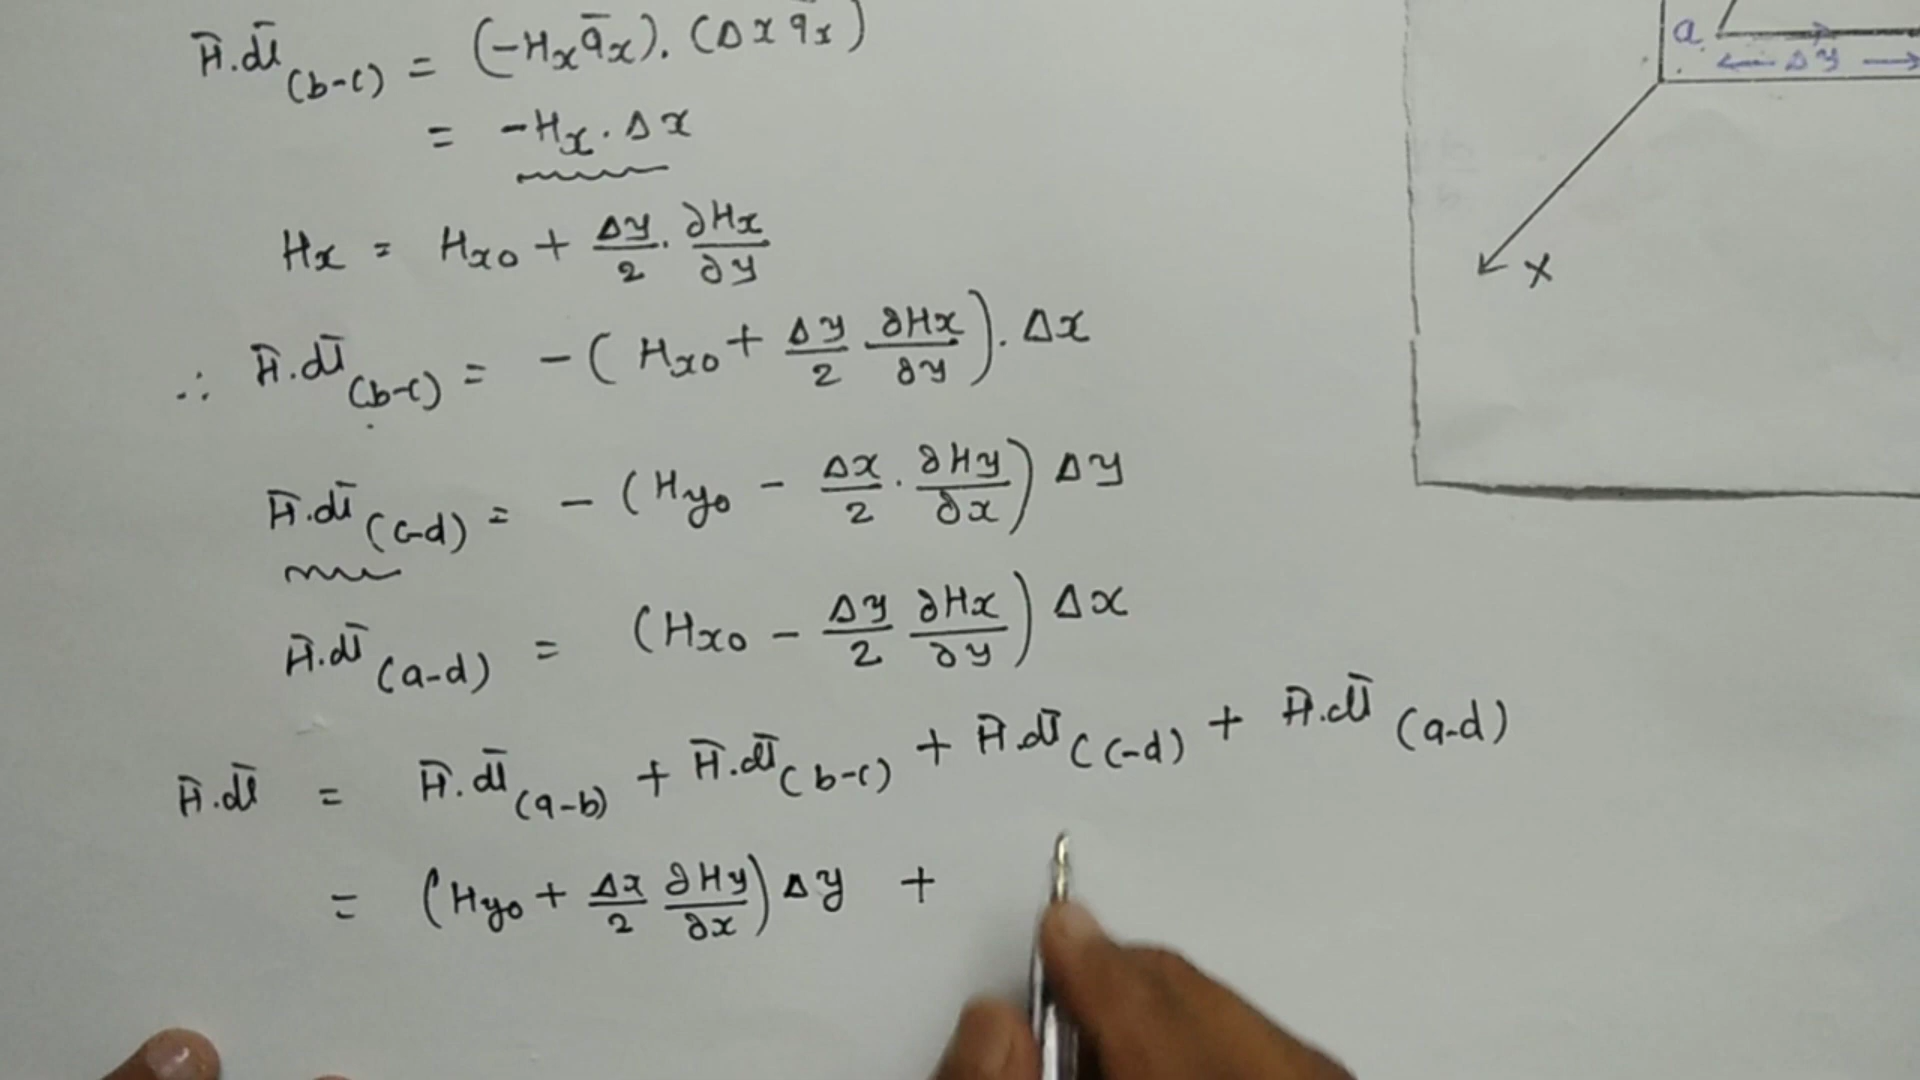 H̄.dl̄ (b-c) = (-Hx āx). (Δx āx)
= -Hx . Δx
Hx = Hx0 + Δy/2 . ∂Hx/∂y
∴ H̄.dl̄ (b-c) = -(Hx0 + Δy/2 ∂Hx/∂y). Δx
H̄.dl̄ (c-d) = -(Hy0 - Δx/2 . ∂Hy/∂x) Δy
H̄.dl̄ (a-d) = (Hx0 - Δy/2 ∂Hx/∂y) Δx
H̄.dl̄ = H̄.dl̄ (a-b) + H̄.dl̄ (b-c) + H̄.dl̄ (c-d) + H̄.dl̄ (a-d)
= (Hy0 + Δx/2 ∂Hy/∂x) Δy +
a
Δy
X